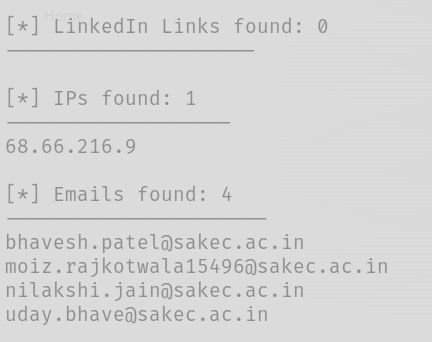 Home
[*] LinkedIn Links found: 0
[*] IPs found: 1
68.66.216.9
[*] Emails found: 4
bhavesh.patel@sakec.ac.in
moiz.rajkotwala15496@sakec.ac.in
nilakshi.jain@sakec.ac.in
uday.bhave@sakec.ac.in